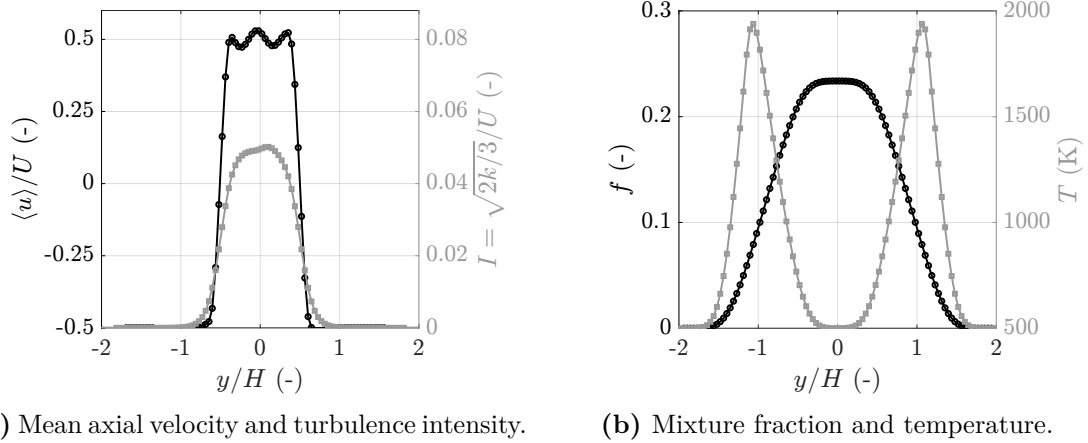 0.5
0.25
0
-0.25
-0.5
⟨u⟩/U (-)
0.08
0.06
0.04
0.02
0
I = √(2k/3)/U (-)
-2 -1 0 1 2
y/H (-)
0.3
0.2
0.1
0
f (-)
2000
1500
1000
500
T (K)
-2 -1 0 1 2
y/H (-)
) Mean axial velocity and turbulence intensity.
(b) Mixture fraction and temperature.